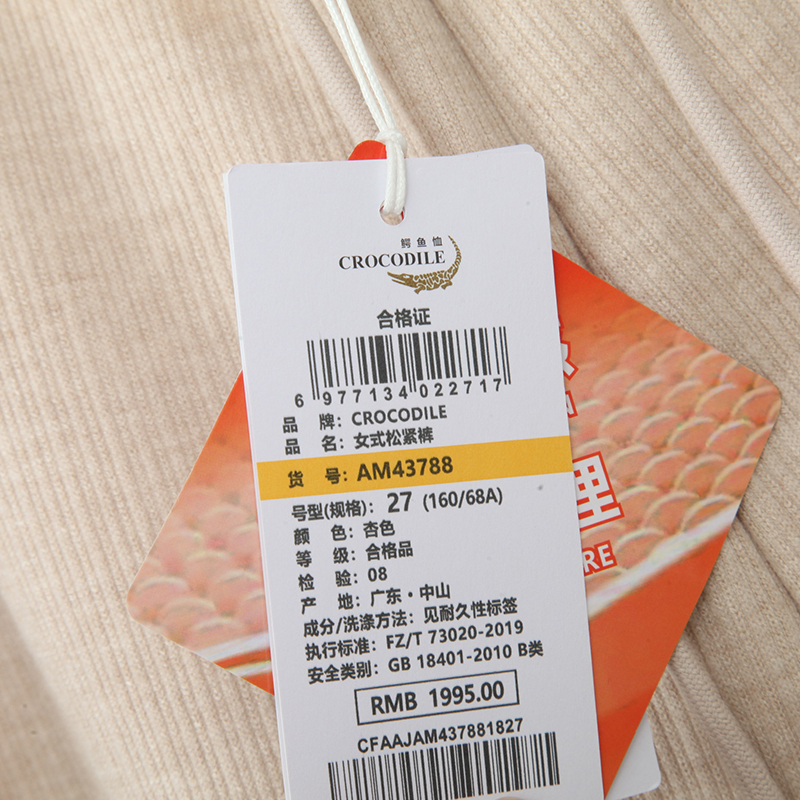 鳄鱼恤
CROCODILE
合格证
6 977134 022717
品 牌：CROCODILE
品 名：女式松紧裤
货 号：AM43788
号型(规格)：27 (160/68A)
颜 色：杏色
等 级：合格品
检 验：08
产 地：广东·中山
成分/洗涤方法：见耐久性标签
执行标准：FZ/T 73020-2019
安全类别：GB 18401-2010 B类
RMB 1995.00
CFAAJAM437881827
理
RE